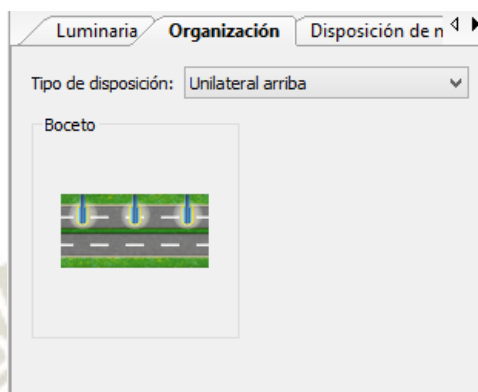 Luminaria
Organización
Disposición de n
Tipo de disposición: Unilateral arriba
Boceto